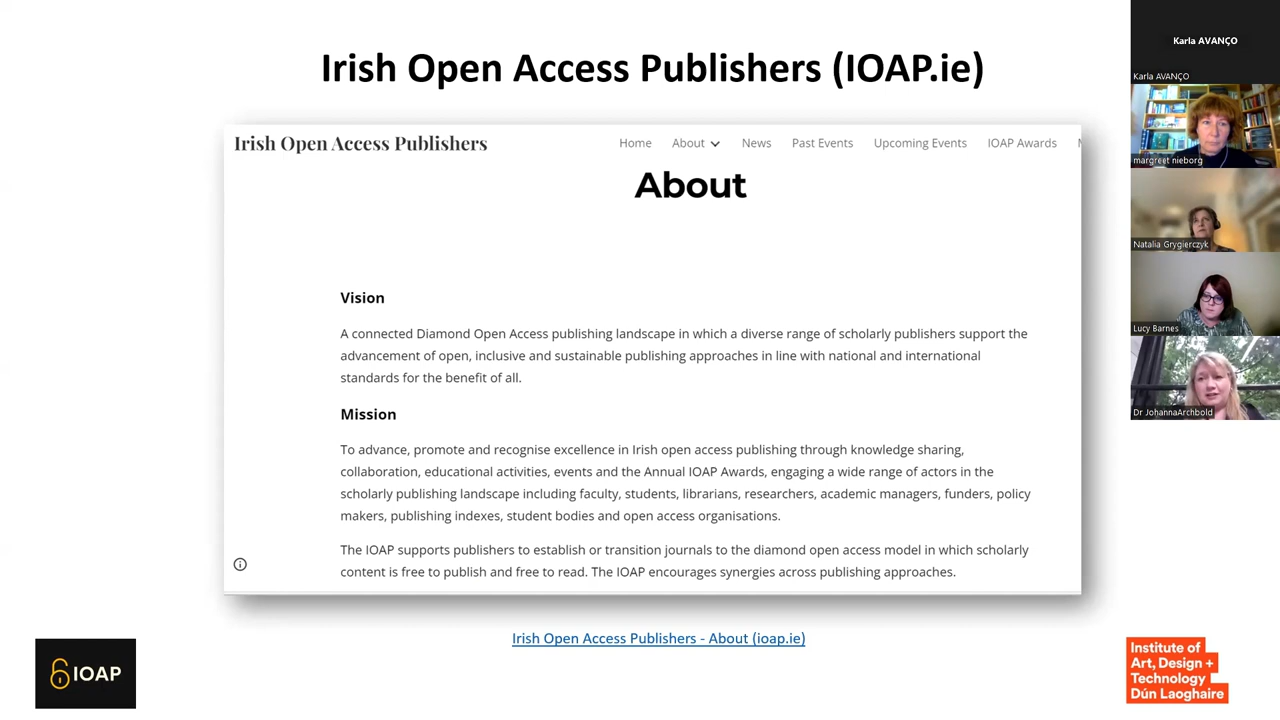 Irish Open Access Publishers (IOAP.ie)
Irish Open Access Publishers
Home
About
News
Past Events
Upcoming Events
IOAP Awards
About
Vision
A connected Diamond Open Access publishing landscape in which a diverse range of scholarly publishers support the
advancement of open, inclusive and sustainable publishing approaches in line with national and international
standards for the benefit of all.
Mission
To advance, promote and recognise excellence in Irish open access publishing through knowledge sharing,
collaboration, educational activities, events and the Annual IOAP Awards, engaging a wide range of actors in the
scholarly publishing landscape including faculty, students, librarians, researchers, academic managers, funders, policy
makers, publishing indexes, student bodies and open access organisations.
The IOAP supports publishers to establish or transition journals to the diamond open access model in which scholarly
content is free to publish and free to read. The IOAP encourages synergies across publishing approaches.
Irish Open Access Publishers - About (ioap.ie)
IOAP
Institute of
Art, Design +
Technology
Dún Laoghaire
Karla AVANÇO
Karla AVANÇO
margreet nieborg
Natalia Grygierczyk
Lucy Barnes
Dr JohannaArchbold